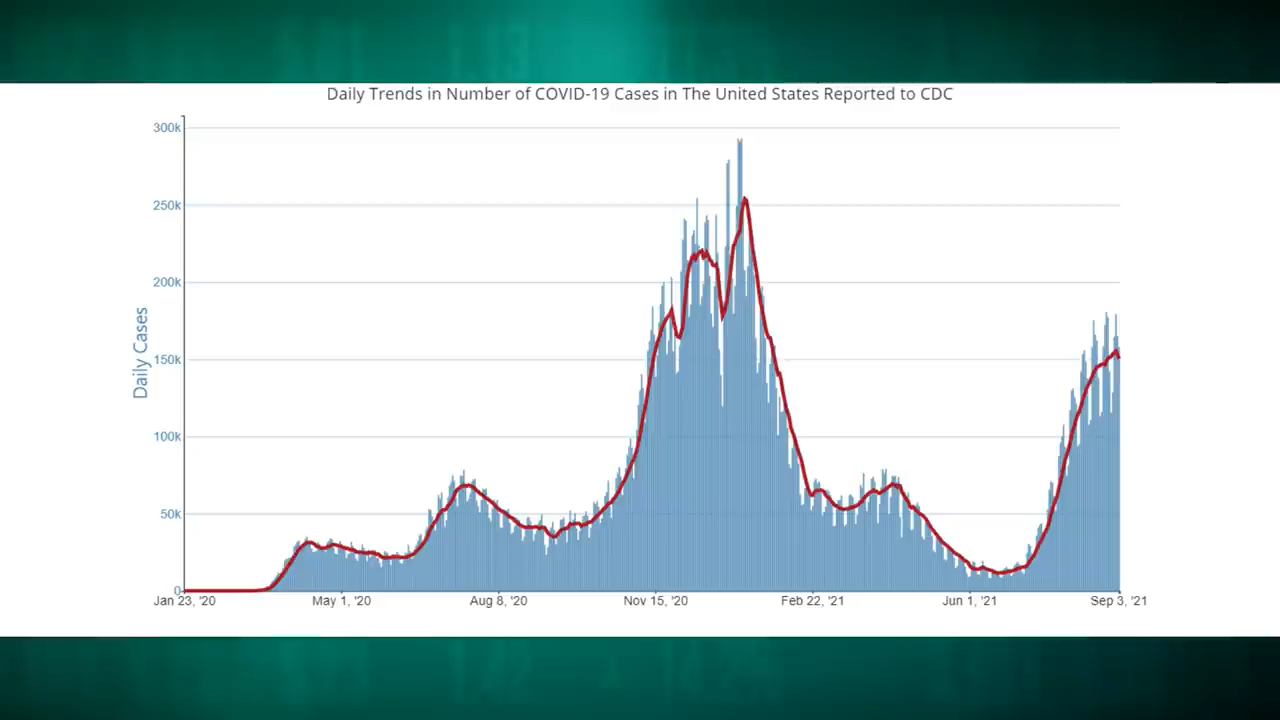 Daily Trends in Number of COVID-19 Cases in The United States Reported to CDC
300k
250k
200k
150k
100k
50k
0
Daily Cases
Jan 23, '20 May 1, '20 Aug 8, '20 Nov 15, '20 Feb 22, '21 Jun 1, '21 Sep 3, '21